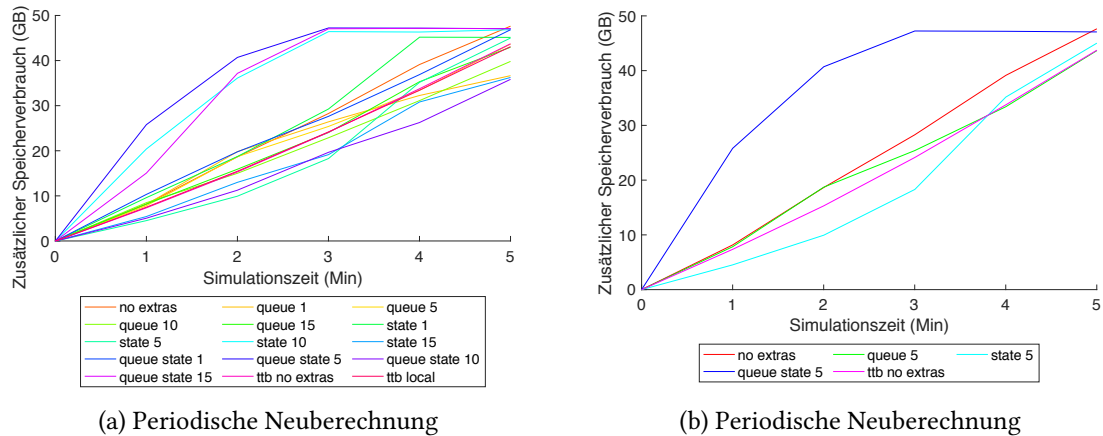 Zusätzlicher Speicherverbrauch (GB)
50
40
30
20
10
0
0 1 2 3 4 5
Simulationszeit (Min)
no extras queue 1 queue 5
queue 10 queue 15 state 1
state 5 state 10 state 15
queue state 1 queue state 5 queue state 10
queue state 15 ttb no extras ttb local
(a) Periodische Neuberechnung
Zusätzlicher Speicherverbrauch (GB)
50
40
30
20
10
0
0 1 2 3 4 5
Simulationszeit (Min)
no extras queue 5 state 5
queue state 5 ttb no extras
(b) Periodische Neuberechnung